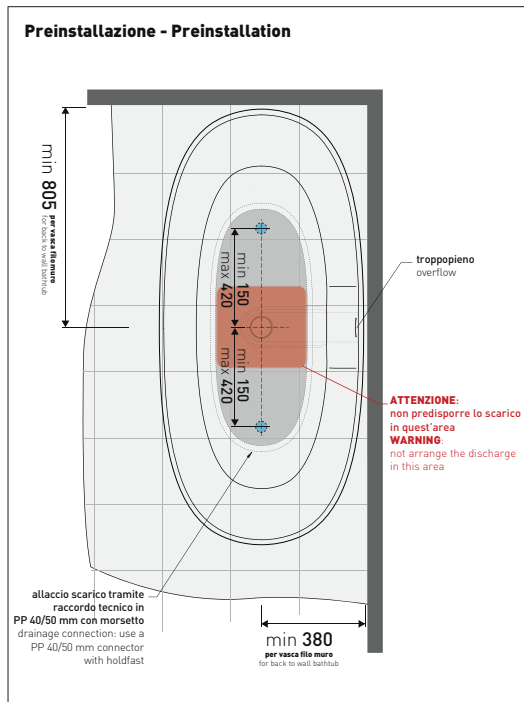 Preinstallazione - Preinstallation
min 805
per vasca filo muro
for back to wall bathtub
min 150
max 420
min 150
max 420
troppopieno
overflow
ATTENZIONE:
non predisporre lo scarico
in quest'area
WARNING:
not arrange the discharge
in this area
allaccio scarico tramite
raccordo tecnico in
PP 40/50 mm con morsetto
drainage connection: use a
PP 40/50 mm connector
with holdfast
min 380
per vasca filo muro
for back to wall bathtub